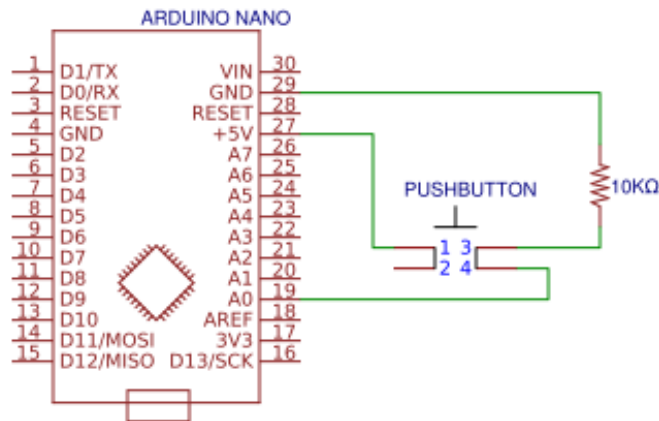 ARDUINO NANO
1 D1/TX VIN 30
2 D0/RX GND 29
3 RESET RESET 28
4 GND +5V 27
5 D2 A7 26
6 D3 A6 25
7 D4 A5 24
8 D5 A4 23
9 D6 A3 22
10 D7 A2 21
11 D8 A1 20
12 D9 A0 19
13 D10 AREF 18
14 D11/MOSI 3V3 17
15 D12/MISO D13/SCK 16
10KΩ
PUSHBUTTON
1 3
2 4